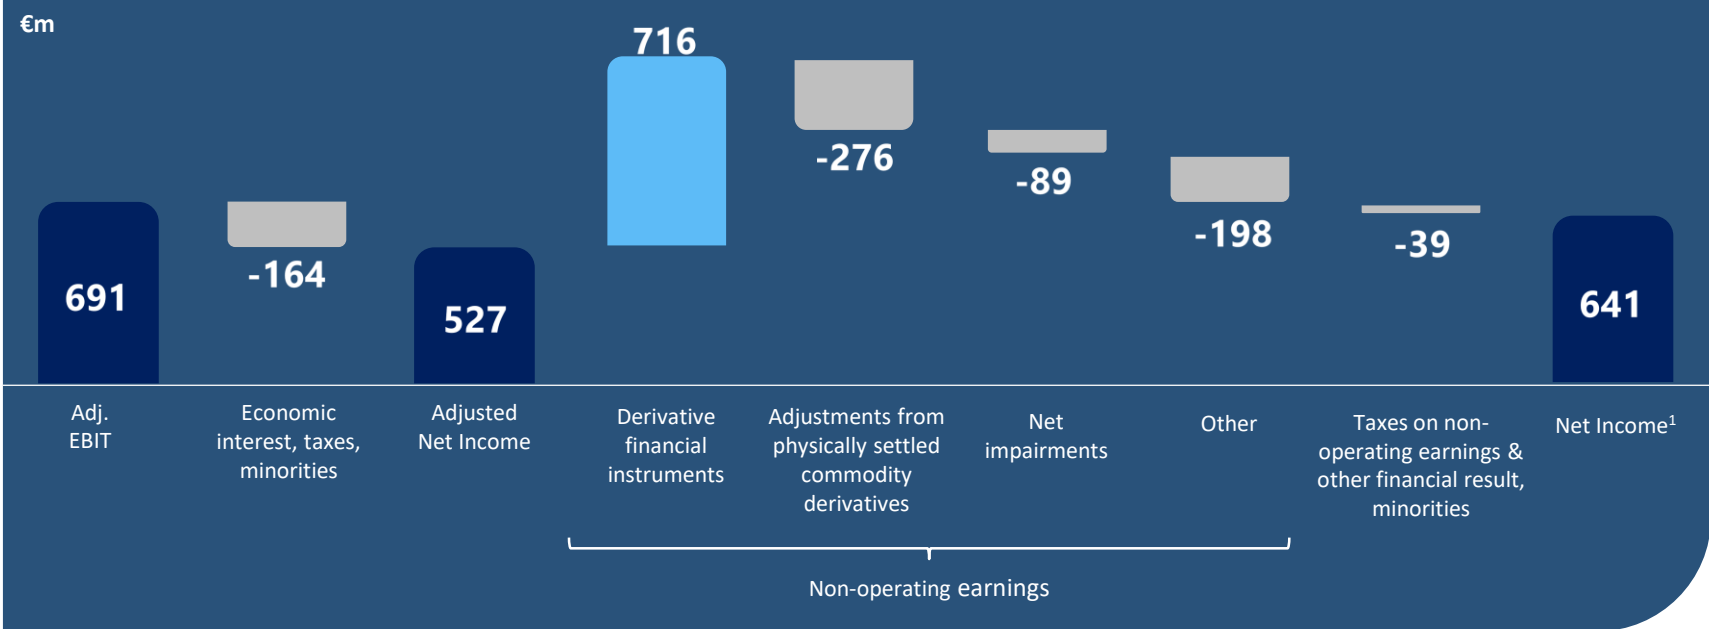 €m
716
-276
-89
-198
-39
-164
691
527
641
Adj.
EBIT
Economic
interest, taxes,
minorities
Adjusted
Net Income
Derivative
financial
instruments
Adjustments from
physically settled
commodity
derivatives
Net
impairments
Other
Taxes on non-
operating earnings &
other financial result,
minorities
Net Income¹
Non-operating earnings